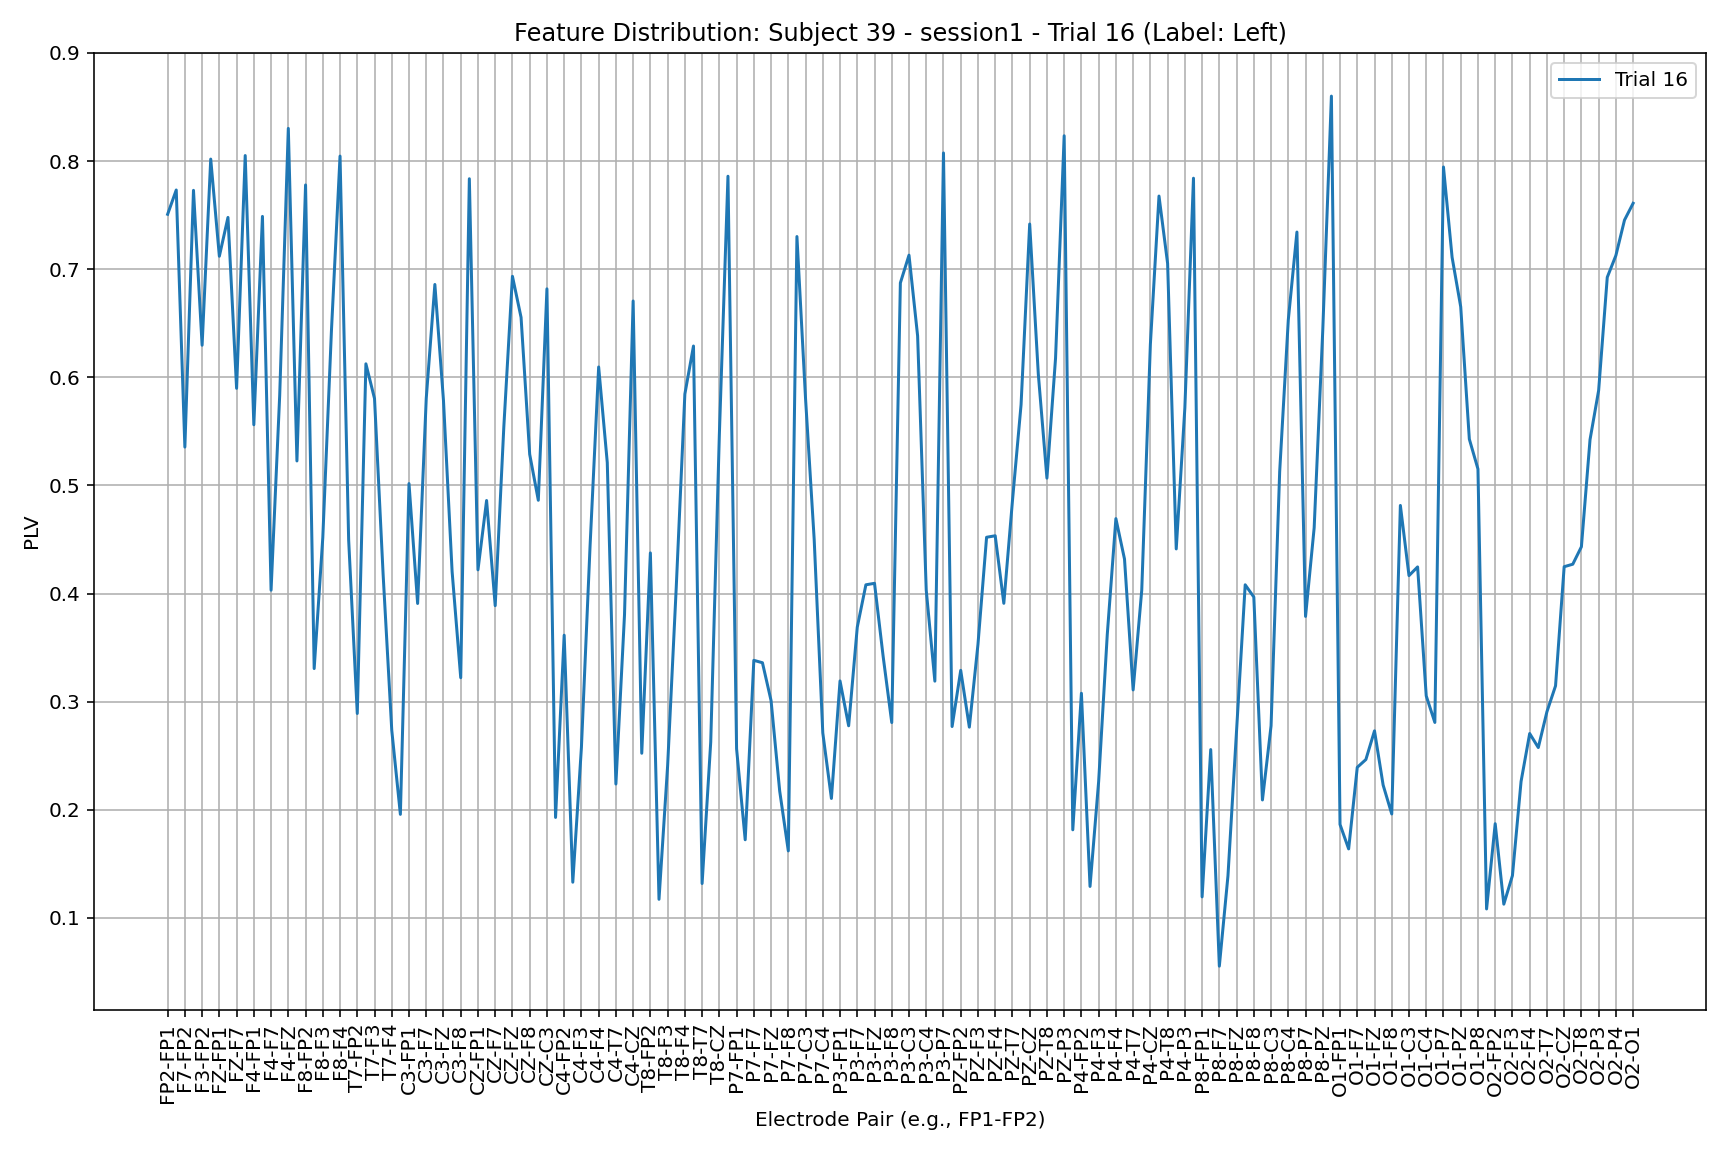 Feature Distribution: Subject 39 - session1 - Trial 16 (Label: Left)
Trial 16
0.9
0.8
0.7
0.6
0.5
0.4
0.3
0.2
0.1
PLV
FP2-FP1
F7-FP2
F3-FP2
FZ-FP1
FZ-F7
F4-FP1
F4-F7
F4-FZ
F8-FP2
F8-F3
F8-F4
T7-FP2
T7-F3
T7-F4
C3-FP1
C3-F7
C3-FZ
C3-F8
CZ-FP1
CZ-F7
CZ-FZ
CZ-F8
CZ-C3
C4-FP2
C4-F3
C4-F4
C4-T7
C4-CZ
T8-FP2
T8-F3
T8-F4
T8-T7
T8-CZ
P7-FP1
P7-F7
P7-FZ
P7-F8
P7-C3
P7-C4
P3-FP1
P3-F7
P3-FZ
P3-F8
P3-C3
P3-C4
P3-P7
PZ-FP2
PZ-F3
PZ-F4
PZ-T7
PZ-CZ
PZ-T8
PZ-P3
P4-FP2
P4-F3
P4-F4
P4-T7
P4-CZ
P4-T8
P4-P3
P8-FP1
P8-F7
P8-FZ
P8-F8
P8-C3
P8-C4
P8-P7
P8-PZ
O1-FP1
O1-F7
O1-FZ
O1-F8
O1-C3
O1-C4
O1-P7
O1-PZ
O1-P8
O2-FP2
O2-F3
O2-F4
O2-T7
O2-CZ
O2-T8
O2-P3
O2-P4
O2-O1
Electrode Pair (e.g., FP1-FP2)